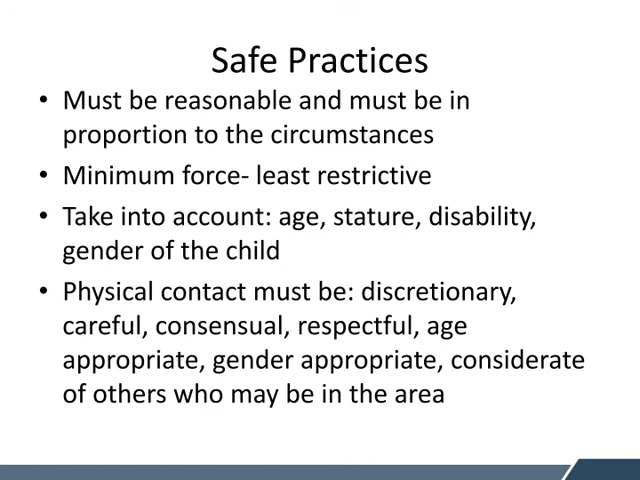 Safe Practices
• Must be reasonable and must be in
proportion to the circumstances
• Minimum force- least restrictive
• Take into account: age, stature, disability,
gender of the child
• Physical contact must be: discretionary,
careful, consensual, respectful, age
appropriate, gender appropriate, considerate
of others who may be in the area